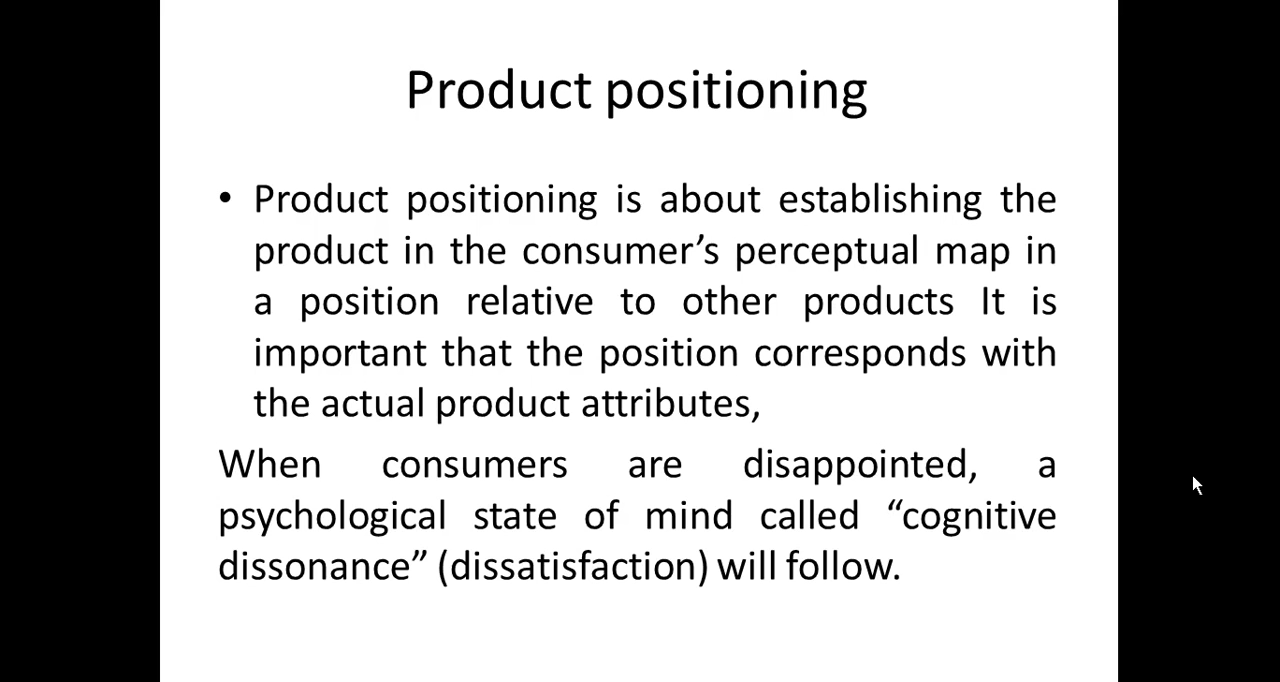 Product positioning
• Product positioning is about establishing the
product in the consumer’s perceptual map in
a position relative to other products It is
important that the position corresponds with
the actual product attributes,
When consumers are disappointed, a
psychological state of mind called “cognitive
dissonance” (dissatisfaction) will follow.